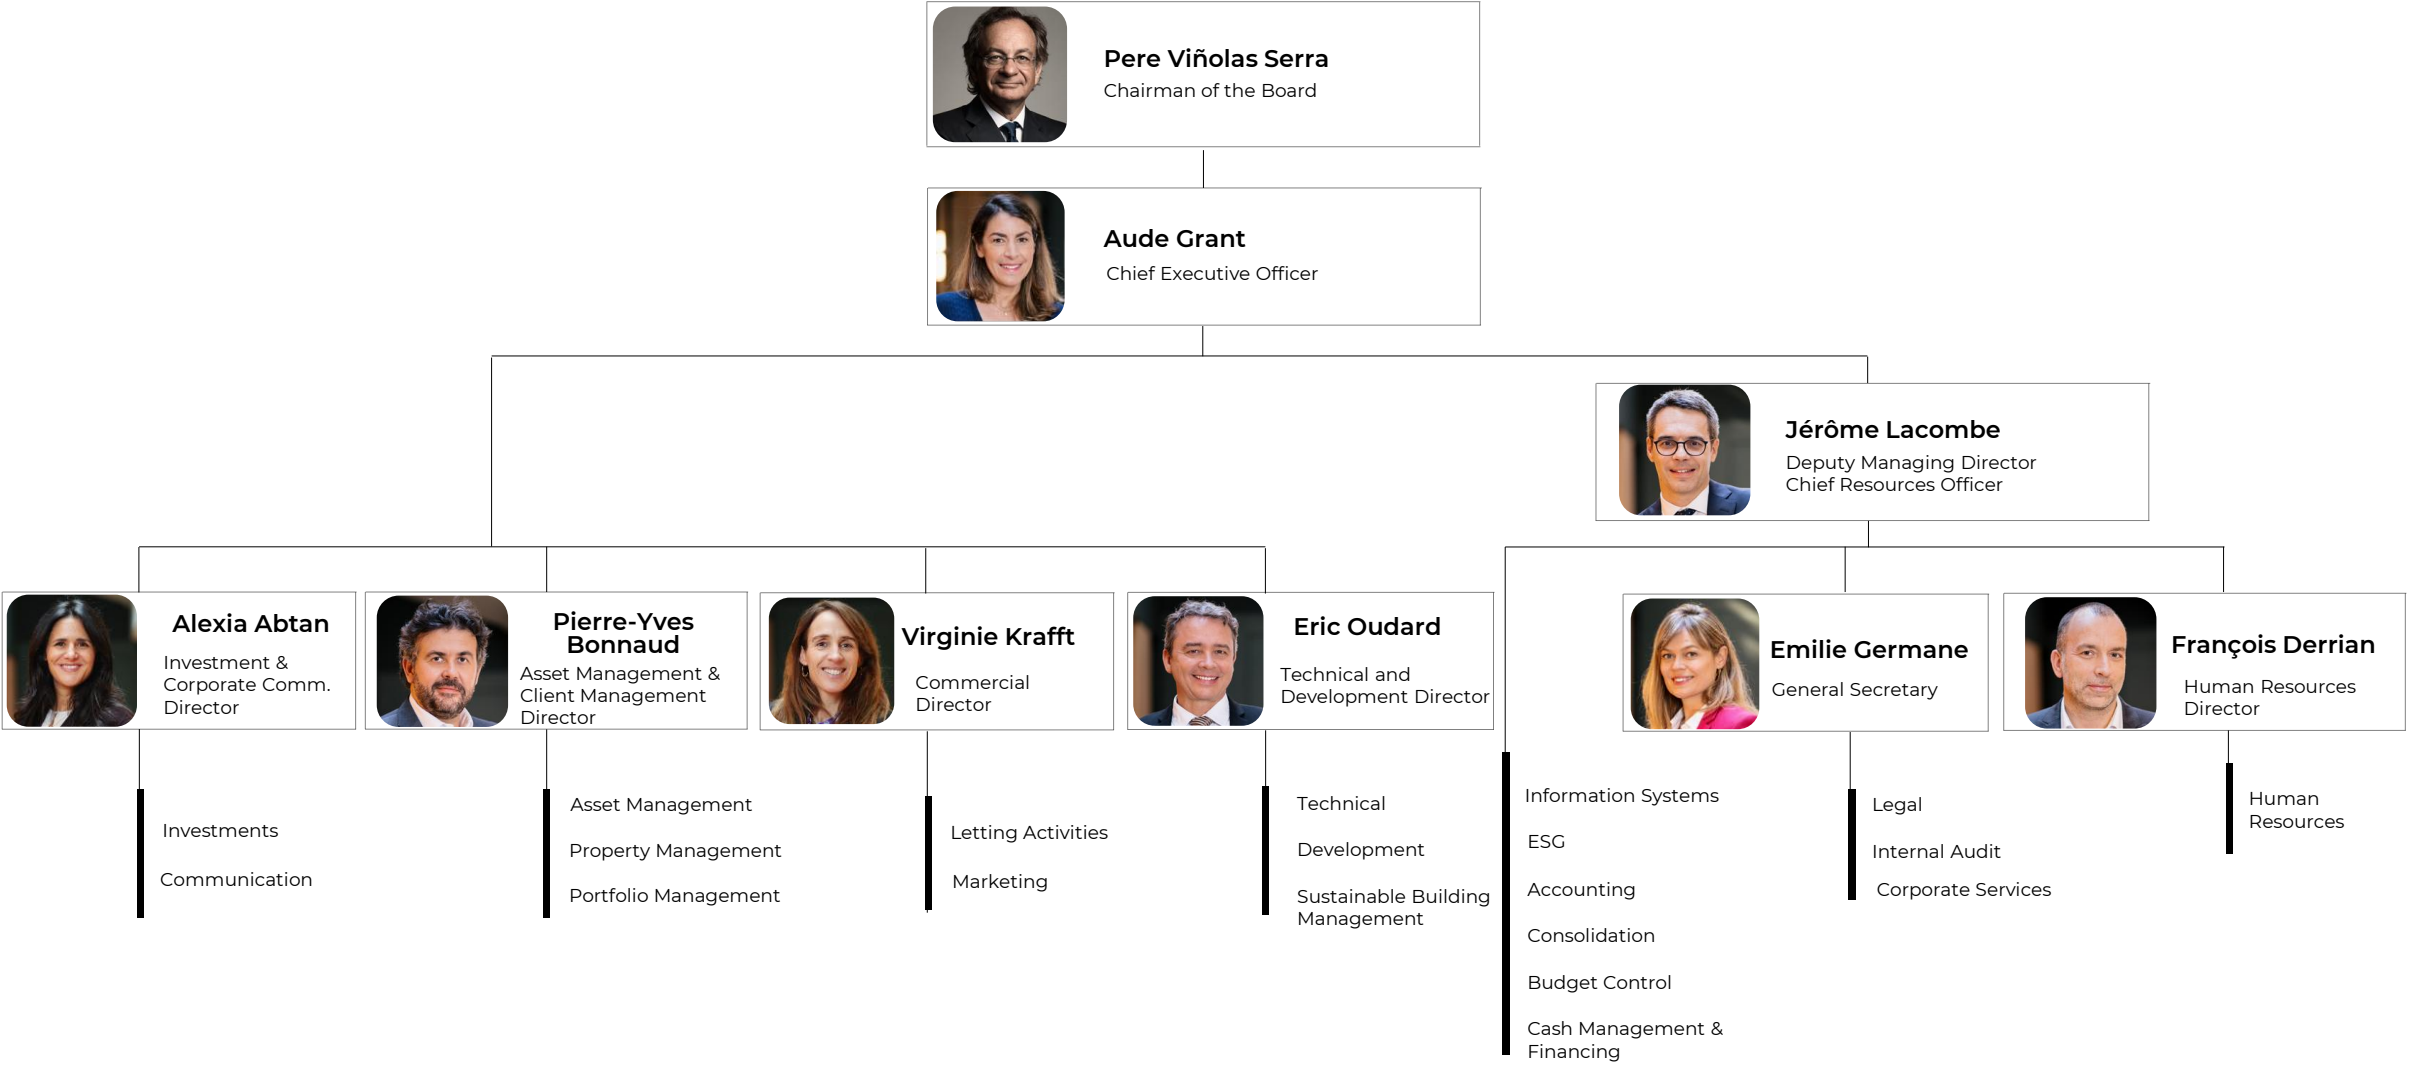 Pere Viñolas Serra
Chairman of the Board
Aude Grant
Chief Executive Officer
Jérôme Lacombe
Deputy Managing Director
Chief Resources Officer
Alexia Abtan
Investment &
Corporate Comm.
Director
Pierre-Yves
Bonnaud
Asset Management &
Client Management
Director
Virginie Krafft
Commercial
Director
Eric Oudard
Technical and
Development Director
Emilie Germane
General Secretary
François Derrian
Human Resources
Director
Investments
Communication
Asset Management
Property Management
Portfolio Management
Letting Activities
Marketing
Technical
Development
Sustainable Building
Management
Information Systems
ESG
Accounting
Consolidation
Budget Control
Cash Management &
Financing
Legal
Internal Audit
Corporate Services
Human
Resources